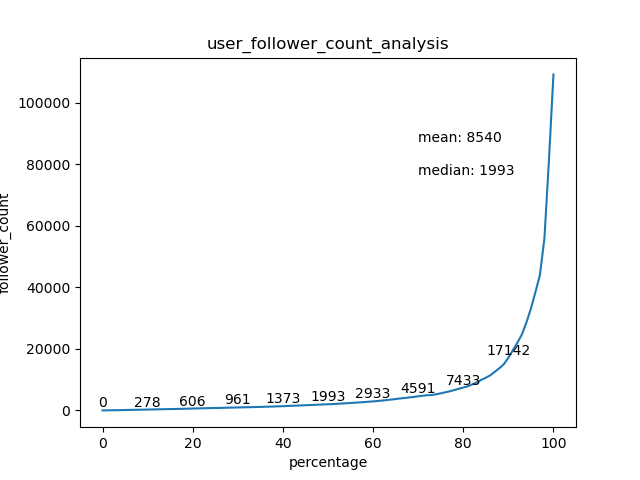 user_follower_count_analysis
100000
80000
60000
40000
20000
0
follower_count
mean: 8540
median: 1993
0 278 606 961 1373 1993 2933 4591 7433 17142
0 20 40 60 80 100
percentage